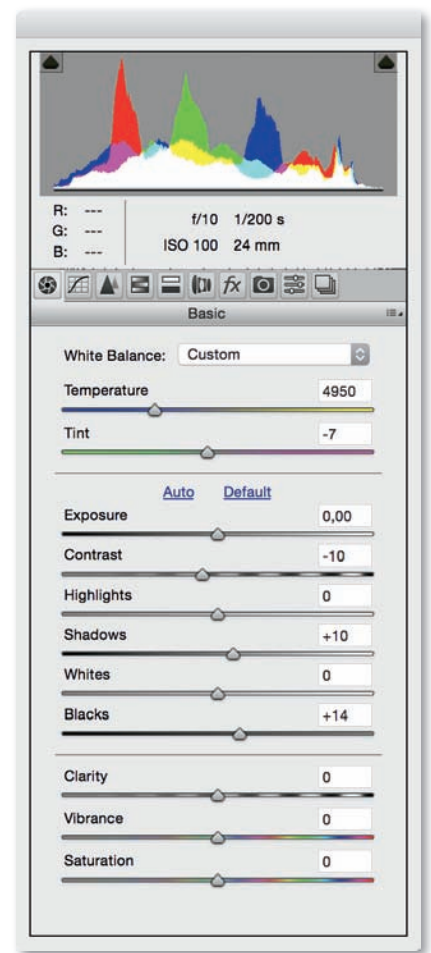 R: ---
G: ---
B: ---
f/10 1/200 s
ISO 100 24 mm
fx
Basic
White Balance: Custom
Temperature 4950
Tint -7
Auto Default
Exposure 0,00
Contrast -10
Highlights 0
Shadows +10
Whites 0
Blacks +14
Clarity 0
Vibrance 0
Saturation 0